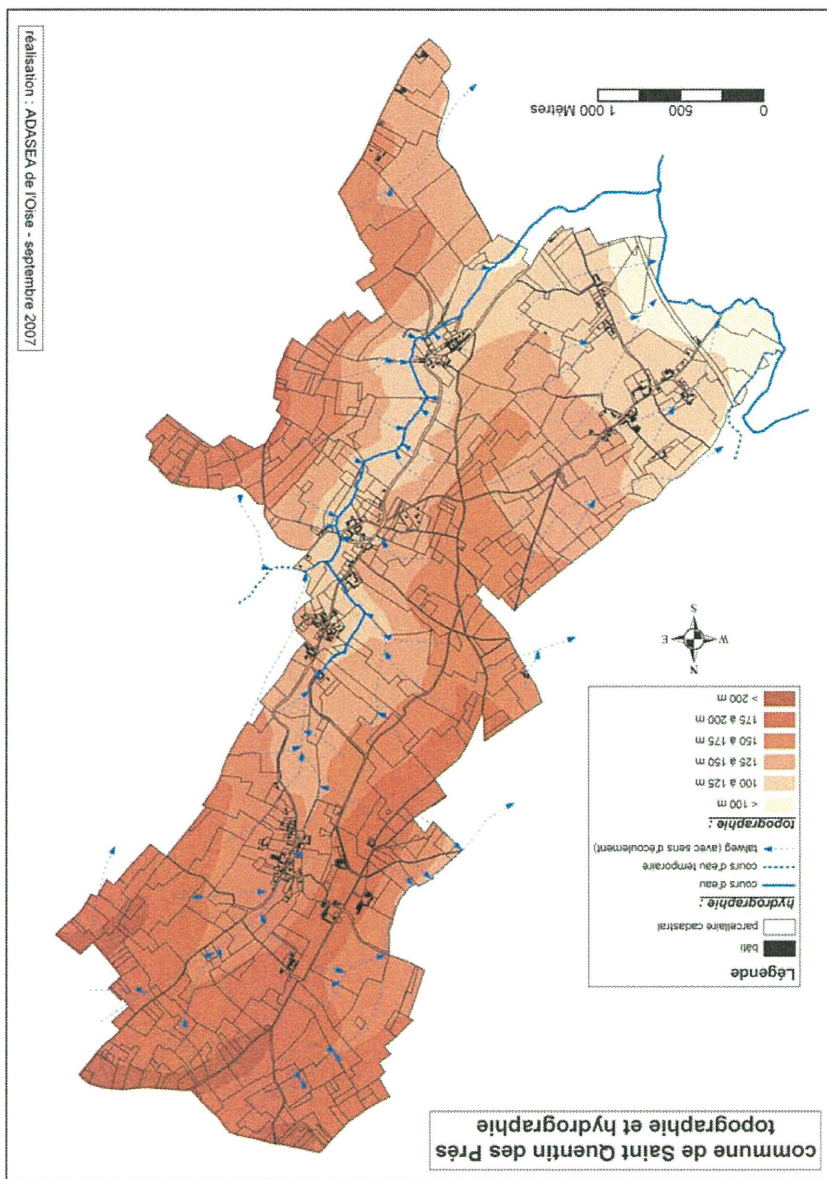 commune de Saint Quentin des Prés
topographie et hydrographie
Légende
bâti
parcellaire cadastral
hydrographie :
cours d'eau
cours d'eau temporaire
talweg (avec sens d'écoulement)
topographie :
< 100 m
100 à 125 m
125 à 150 m
150 à 175 m
175 à 200 m
> 200 m
N
W
E
S
0 500 1 000 Mètres
réalisation : ADASEA de l'Oise - septembre 2007